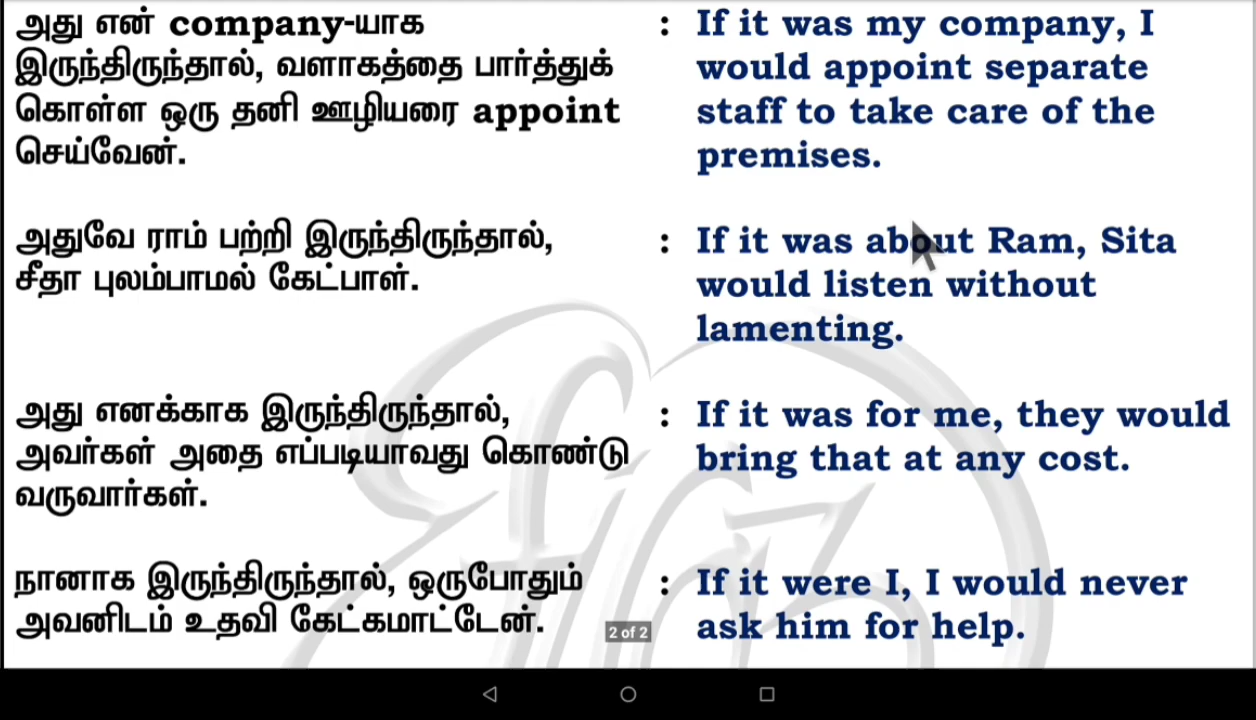 அது என் company-யாக : If it was my company, I
இருந்திருந்தால், வளாகத்தை பார்த்துக் would appoint separate
கொள்ள ஒரு தனி ஊழியரை appoint staff to take care of the
செய்வேன். premises.
அதுவே ராம் பற்றி இருந்திருந்தால், : If it was about Ram, Sita
சீதா புலம்பாமல் கேட்பாள். would listen without
lamenting.
அது எனக்காக இருந்திருந்தால், : If it was for me, they would
அவர்கள் அதை எப்படியாவது கொண்டு bring that at any cost.
வருவார்கள்.
நானாக இருந்திருந்தால், ஒருபோதும் : If it were I, I would never
அவனிடம் உதவி கேட்கமாட்டேன். ask him for help.
2 of 2